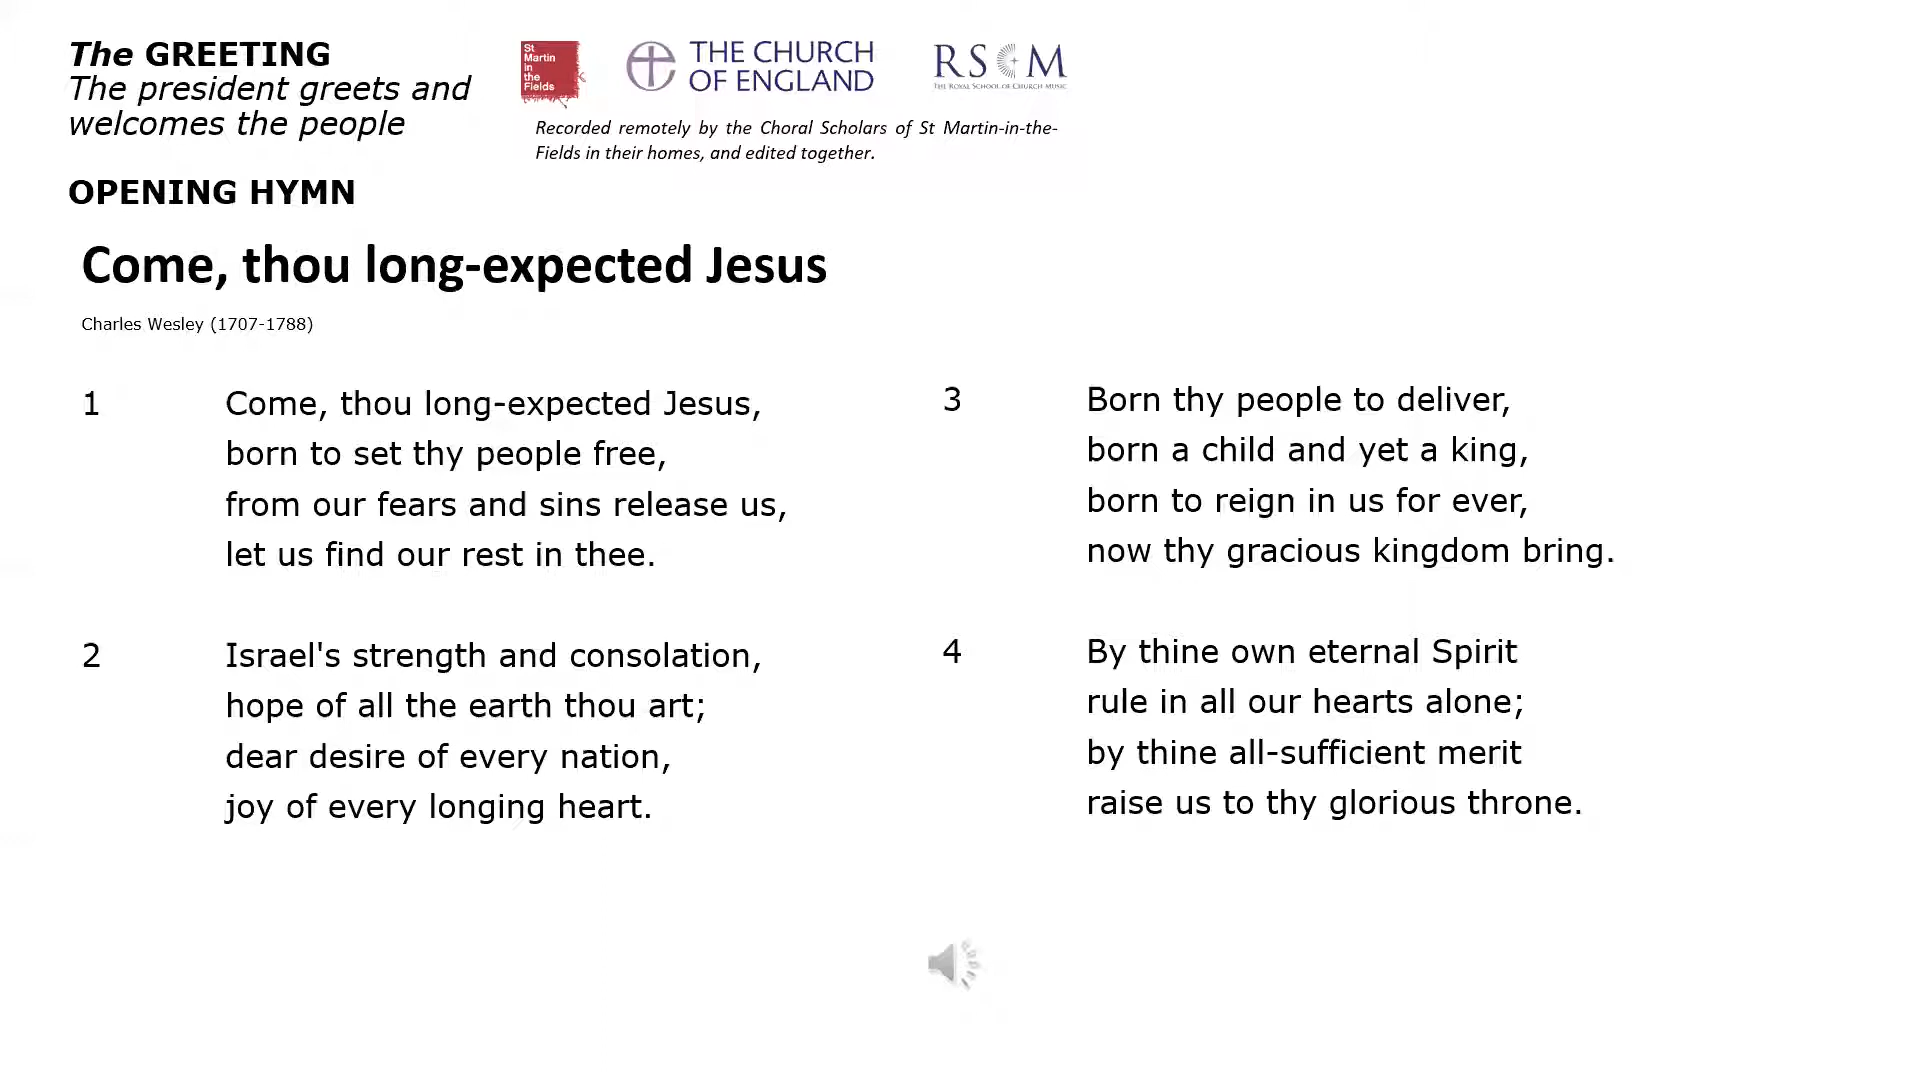 The GREETING
The president greets and
welcomes the people
St
Martin
in
the
Fields
THE CHURCH
OF ENGLAND
RSCM
THE ROYAL SCHOOL OF CHURCH MUSIC
Recorded remotely by the Choral Scholars of St Martin-in-the-
Fields in their homes, and edited together.
OPENING HYMN
Come, thou long-expected Jesus
Charles Wesley (1707-1788)
1 Come, thou long-expected Jesus,
born to set thy people free,
from our fears and sins release us,
let us find our rest in thee.
2 Israel's strength and consolation,
hope of all the earth thou art;
dear desire of every nation,
joy of every longing heart.
3 Born thy people to deliver,
born a child and yet a king,
born to reign in us for ever,
now thy gracious kingdom bring.
4 By thine own eternal Spirit
rule in all our hearts alone;
by thine all-sufficient merit
raise us to thy glorious throne.